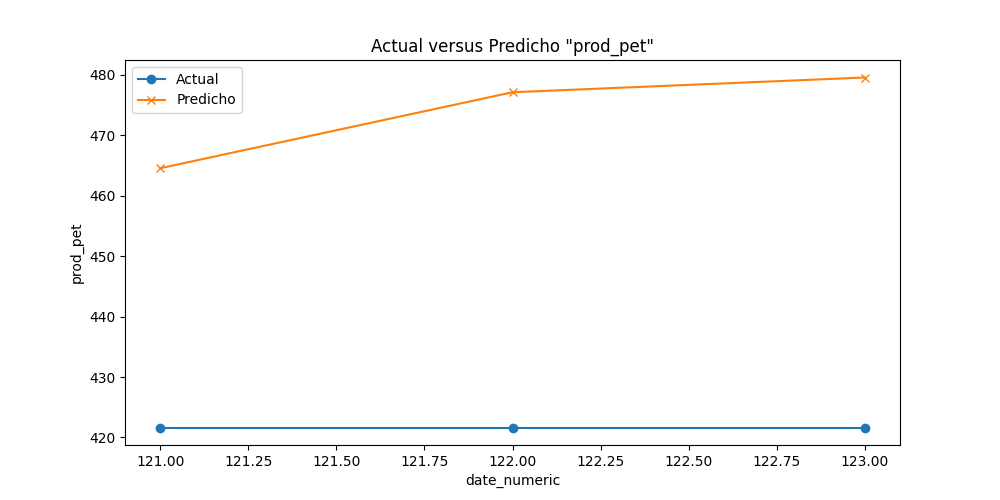 Actual versus Predicho "prod_pet"
Actual
Predicho
480
470
460
450
440
430
420
prod_pet
121.00 121.25 121.50 121.75 122.00 122.25 122.50 122.75 123.00
date_numeric